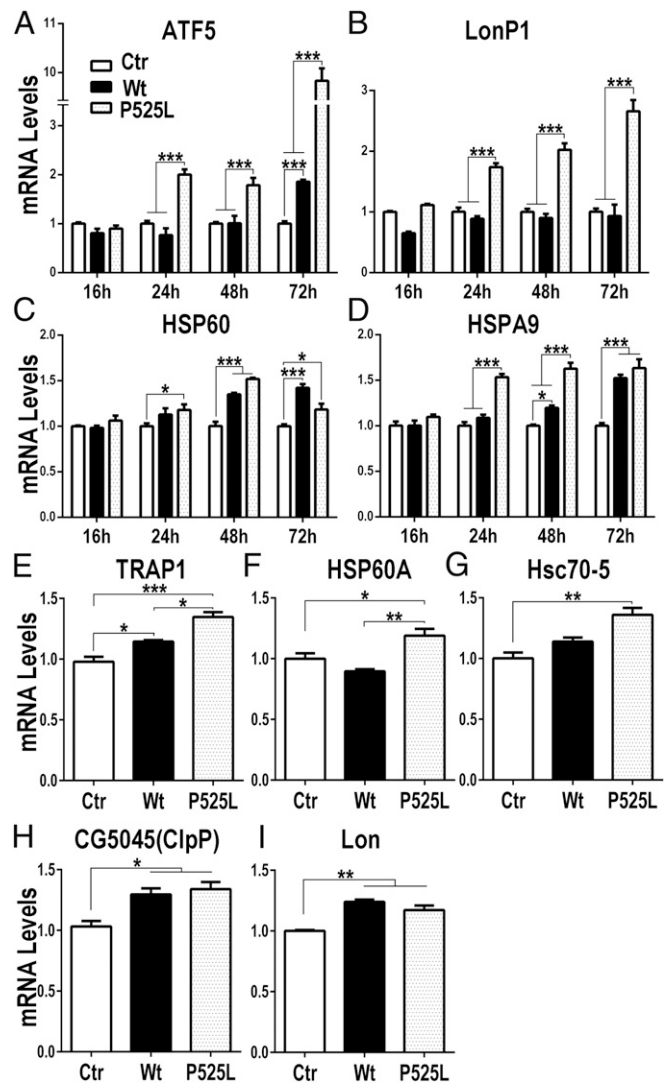 A ATF5
B LonP1
Ctr
Wt
P525L
mRNA Levels
15
10
5
2
1
0
***
***
***
***
16h 24h 48h 72h
3
2
1
0
***
***
***
16h 24h 48h 72h
C HSP60
D HSPA9
mRNA Levels
2.0
1.5
1.0
0.5
0.0
*
***
***
*
16h 24h 48h 72h
2.0
1.5
1.0
0.5
0.0
***
***
*
***
16h 24h 48h 72h
E TRAP1
F HSP60A
G Hsc70-5
mRNA Levels
1.5
1.0
0.5
0.0
***
*
*
Ctr Wt P525L
1.5
1.0
0.5
0.0
*
**
Ctr Wt P525L
1.5
1.0
0.5
0.0
**
Ctr Wt P525L
H CG5045(ClpP)
I Lon
mRNA Levels
1.5
1.0
0.5
0.0
*
Ctr Wt P525L
1.5
1.0
0.5
0.0
**
Ctr Wt P525L